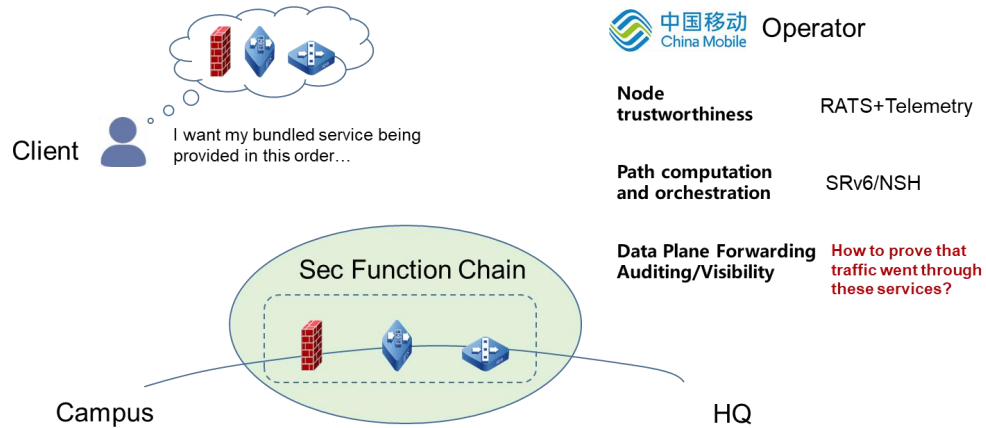 中国移动
China Mobile
Operator
Client
I want my bundled service being
provided in this order…
Node
trustworthiness
RATS+Telemetry
Path computation
and orchestration
SRv6/NSH
Data Plane Forwarding
Auditing/Visibility
How to prove that
traffic went through
these services?
Sec Function Chain
Campus
HQ